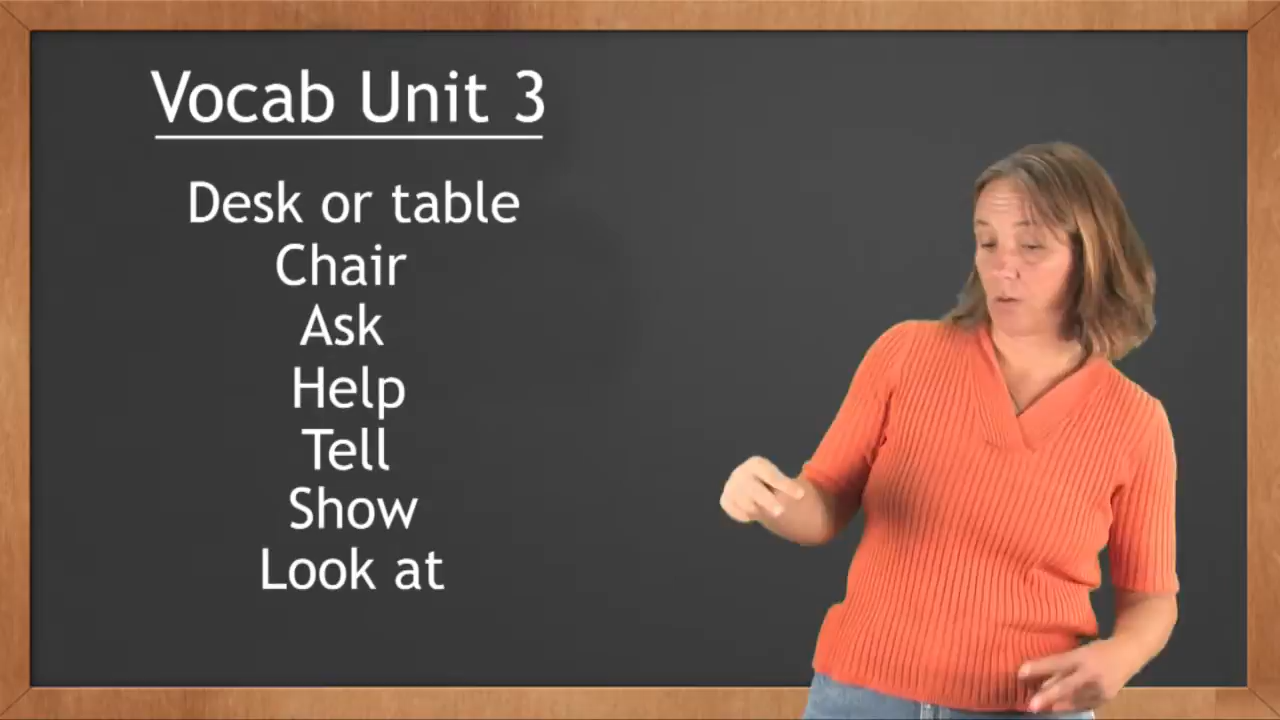 Vocab Unit 3
Desk or table
Chair
Ask
Help
Tell
Show
Look at